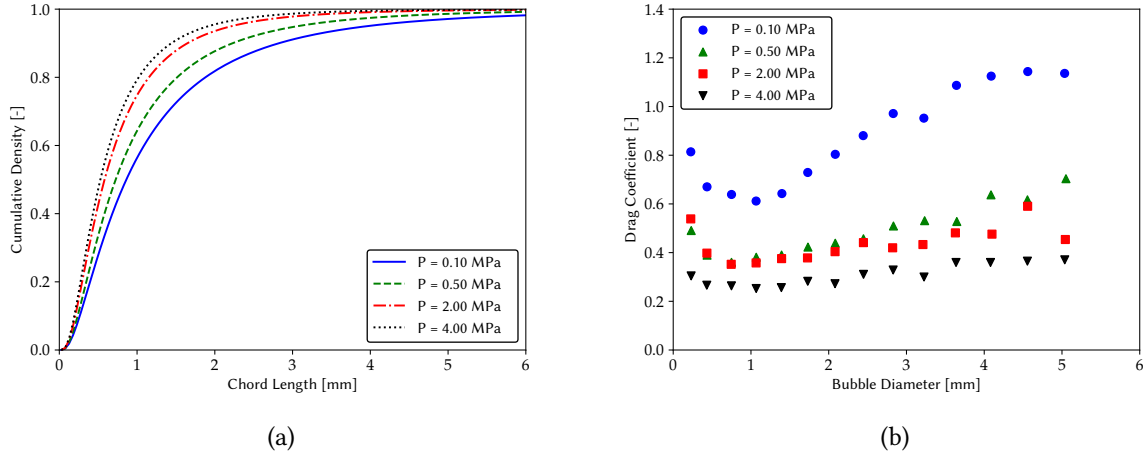 1.0
0.8
0.6
0.4
0.2
0.0
Cumulative Density [-]
0 1 2 3 4 5 6
Chord Length [mm]
P = 0.10 MPa
P = 0.50 MPa
P = 2.00 MPa
P = 4.00 MPa
(a)
1.4
1.2
1.0
0.8
0.6
0.4
0.2
0.0
Drag Coefficient [-]
P = 0.10 MPa
P = 0.50 MPa
P = 2.00 MPa
P = 4.00 MPa
0 1 2 3 4 5 6
Bubble Diameter [mm]
(b)